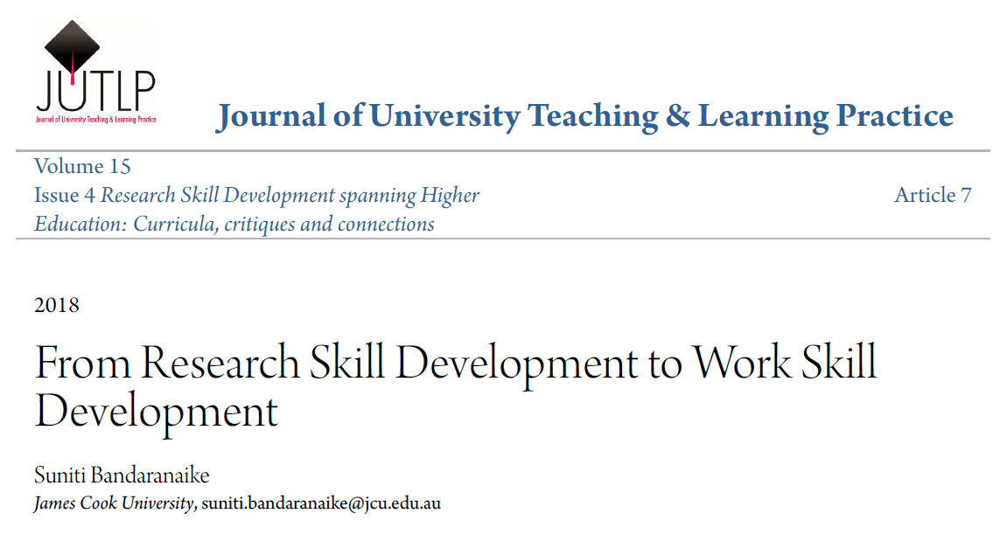 JUTLP
Journal of University Teaching & Learning Practice
Journal of University Teaching & Learning Practice
Volume 15
Issue 4 Research Skill Development spanning Higher
Education: Curricula, critiques and connections
Article 7
2018
From Research Skill Development to Work Skill
Development
Suniti Bandaranaike
James Cook University, suniti.bandaranaike@jcu.edu.au